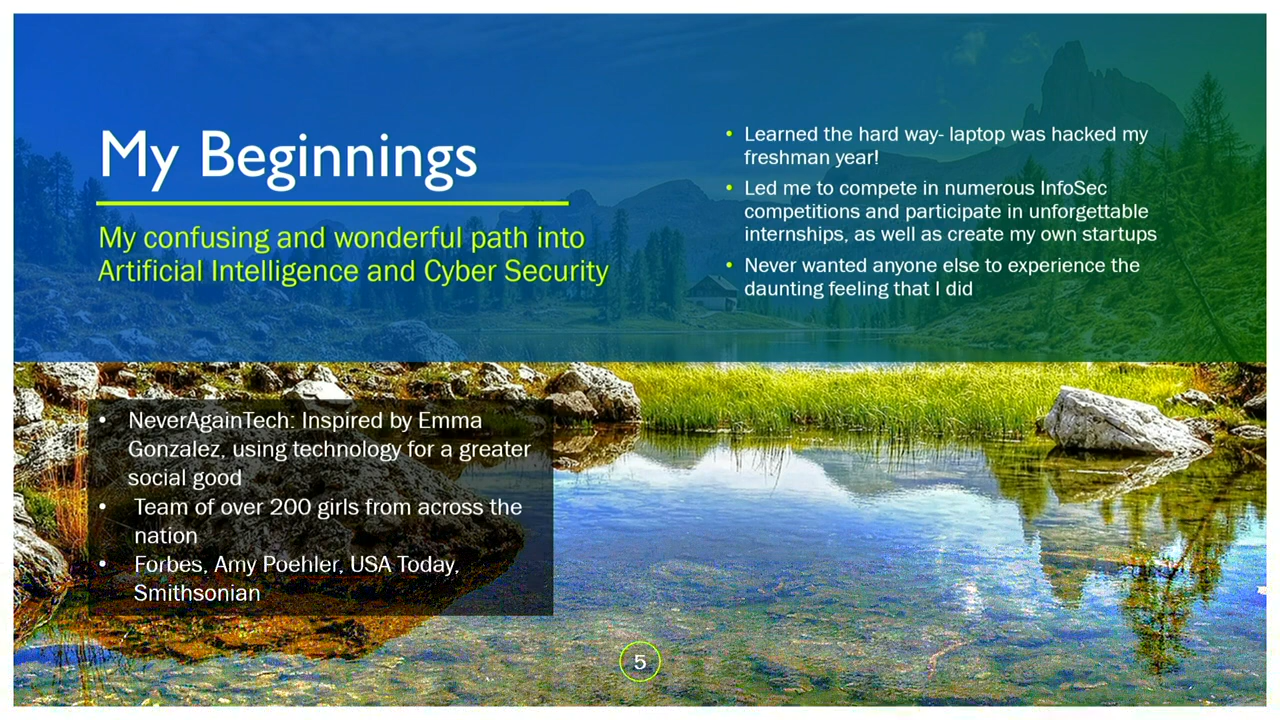 My Beginnings
My confusing and wonderful path into
Artificial Intelligence and Cyber Security
• Learned the hard way- laptop was hacked my
freshman year!
• Led me to compete in numerous InfoSec
competitions and participate in unforgettable
internships, as well as create my own startups
• Never wanted anyone else to experience the
daunting feeling that I did
• NeverAgainTech: Inspired by Emma
Gonzalez, using technology for a greater
social good
• Team of over 200 girls from across the
nation
• Forbes, Amy Poehler, USA Today,
Smithsonian
5